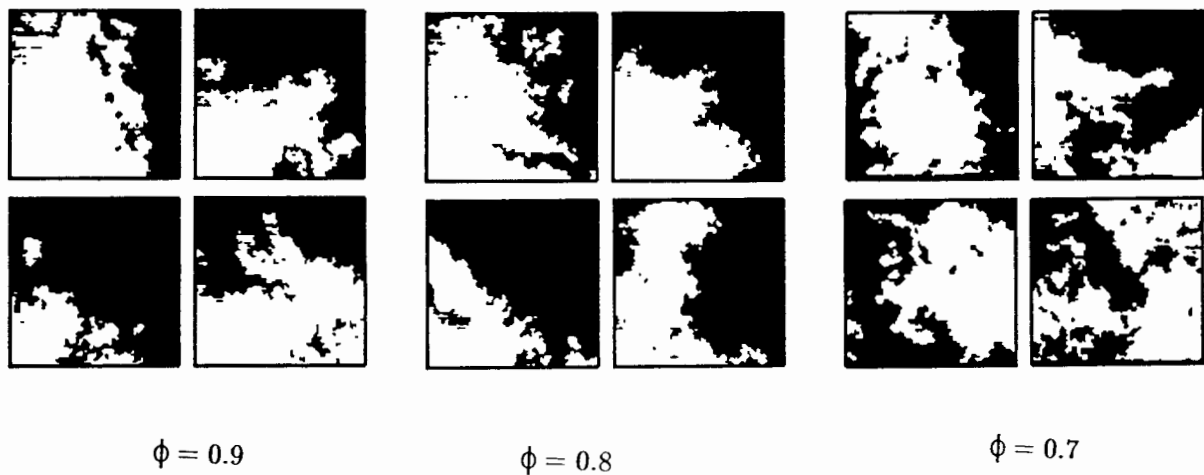 ϕ = 0.9
ϕ = 0.8
ϕ = 0.7